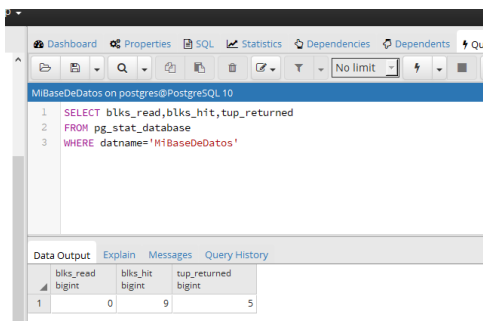 Dashboard Properties SQL Statistics Dependencies Dependents
No limit
MiBaseDeDatos on postgres@PostgreSQL 10
1 SELECT blks_read,blks_hit,tup_returned
2 FROM pg_stat_database
3 WHERE datname='MiBaseDeDatos'
Data Output Explain Messages Query History
blks_read blks_hit tup_returned
bigint bigint bigint
1 0 9 5